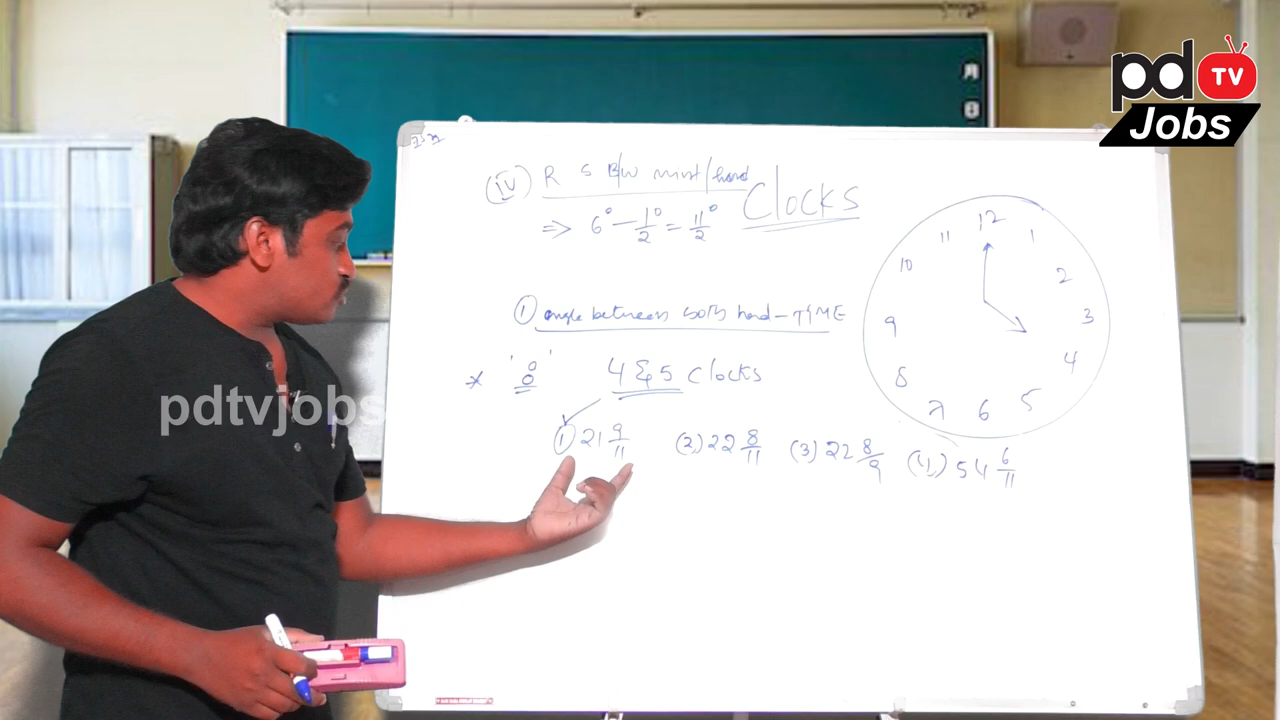 pd TV
Jobs
(iv) R S B/W mint/hand
Clocks
⇒ 6° – 1/2° = 11/2°
① angle between both hand – TIME
* '0°' 4 & 5 Clocks
① 21 9/11 (2) 22 8/11 (3) 22 8/9 (4) 54 6/11
12
11
1
10
2
9
3
8
4
7
6
5
pdtvjobs